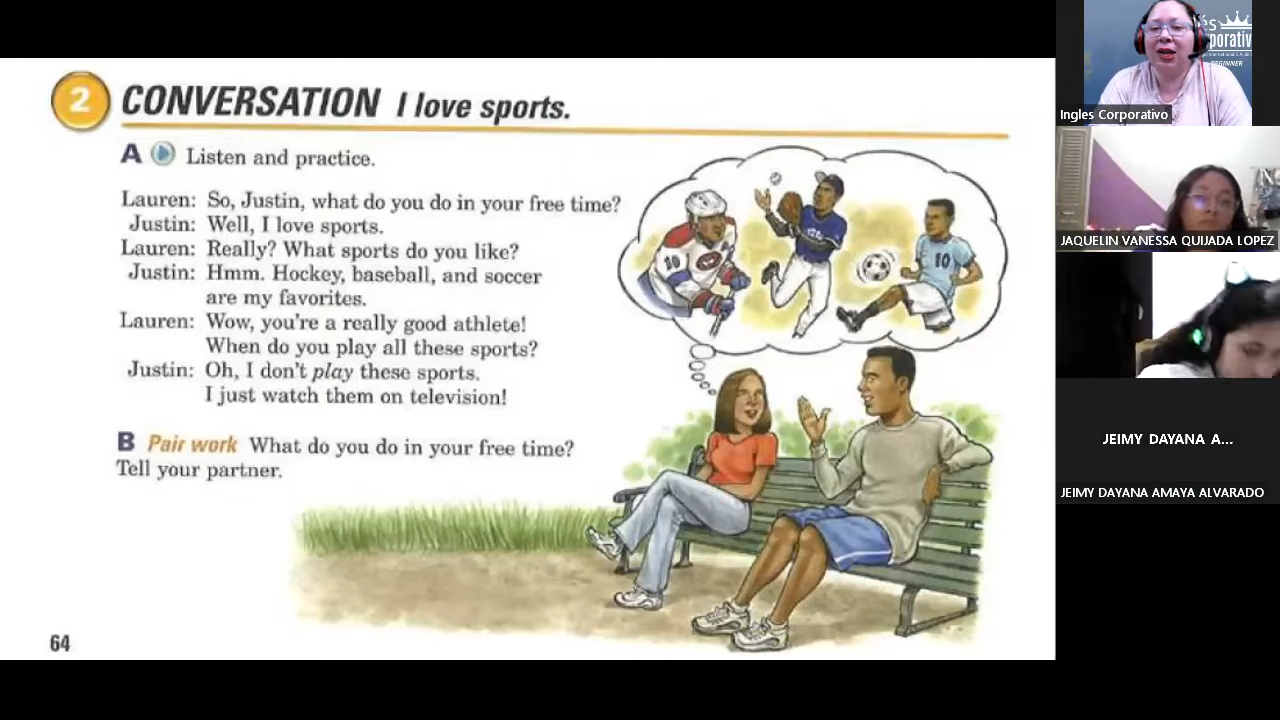 2 CONVERSATION I love sports.
A Listen and practice.
Lauren: So, Justin, what do you do in your free time?
Justin: Well, I love sports.
Lauren: Really? What sports do you like?
Justin: Hmm. Hockey, baseball, and soccer
are my favorites.
Lauren: Wow, you're a really good athlete!
When do you play all these sports?
Justin: Oh, I don't play these sports.
I just watch them on television!
B Pair work What do you do in your free time?
Tell your partner.
64
10
10
BEGINNER
Ingles Corporativo
JAQUELIN VANESSA QUIJADA LOPEZ
JEIMY DAYANA A...
JEIMY DAYANA AMAYA ALVARADO